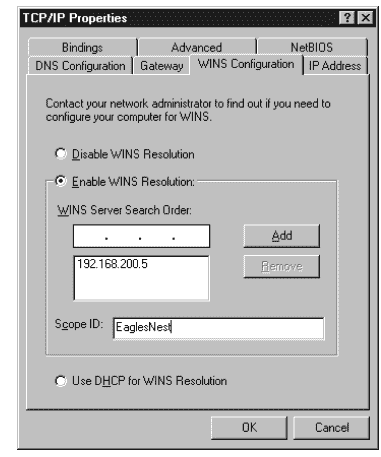 TCP/IP Properties
Bindings Advanced NetBIOS
DNS Configuration Gateway WINS Configuration IP Address
Contact your network administrator to find out if you need to
configure your computer for WINS.
Disable WINS Resolution
Enable WINS Resolution:
WINS Server Search Order:
. . .
Add
192.168.200.5
Remove
Scope ID: EaglesNest
Use DHCP for WINS Resolution
OK Cancel